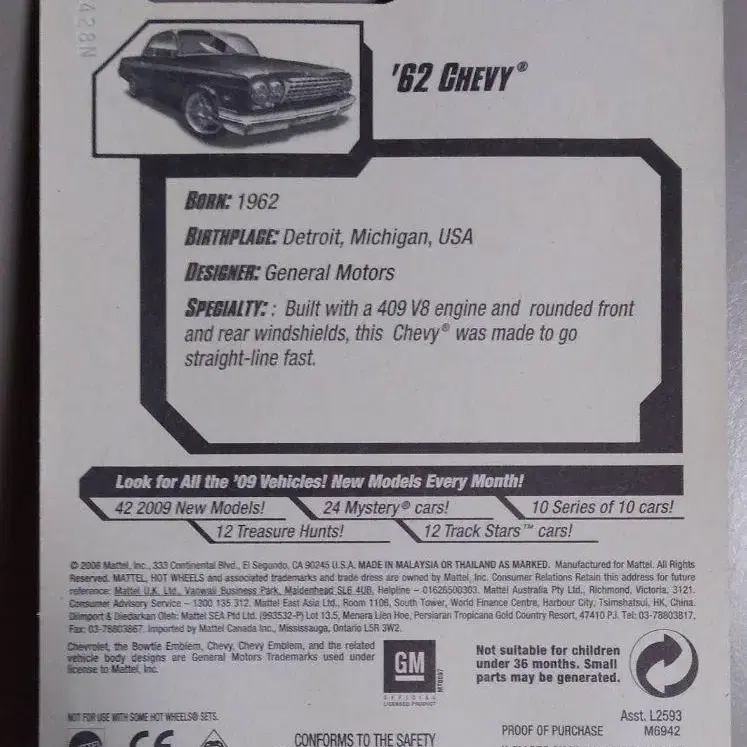 428N
'62 CHEVY®
BORN: 1962
BIRTHPLACE: Detroit, Michigan, USA
DESIGNER: General Motors
SPECIALTY: : Built with a 409 V8 engine and rounded front
and rear windshields, this Chevy® was made to go
straight-line fast.
Look for All the '09 Vehicles! New Models Every Month!
42 2009 New Models! 24 Mystery® cars! 10 Series of 10 cars!
12 Treasure Hunts! 12 Track Stars™ cars!
© 2008 Mattel, Inc., 333 Continental Blvd., El Segundo, CA 90245 U.S.A. MADE IN MALAYSIA OR THAILAND AS MARKED. Manufactured for Mattel. All Rights
Reserved. MATTEL, HOT WHEELS and associated trademarks and trade dress are owned by Mattel, Inc. Consumer Relations Retain this address for future
reference: Mattel U.K. Ltd., Vanwall Business Park, Maidenhead SL6 4UB. Helpline – 01628500303. Mattel Australia Pty Ltd., Richmond, Victoria. 3121.
Consumer Advisory Service – 1300 135 312. Mattel East Asia Ltd., Room 1106, South Tower, World Finance Centre, Harbour City, Tsimshatsui, HK, China.
Diimport & Diedarkan Oleh: Mattel SEA Ptd Ltd. (993532-P) Lot 13.5, Menara Lien Hoe, Persiaran Tropicana Golf Country Resort, 47410 PJ. Tel: 03-78803817.
Fax: 03-78803867. Imported by Mattel Canada Inc., Mississauga, Ontario L5R 3W2.
Chevrolet, the Bowtie Emblem, Chevy, Chevy Emblem, and the related
vehicle body designs are General Motors Trademarks used under
license to Mattel, Inc.
GM
OFFICIAL
LICENSED PRODUCT
Not suitable for children
under 36 months. Small
parts may be generated.
NOT FOR USE WITH SOME HOT WHEELS® SETS.
Asst. L2593
PROOF OF PURCHASE M6942
CE
CONFORMS TO THE SAFETY